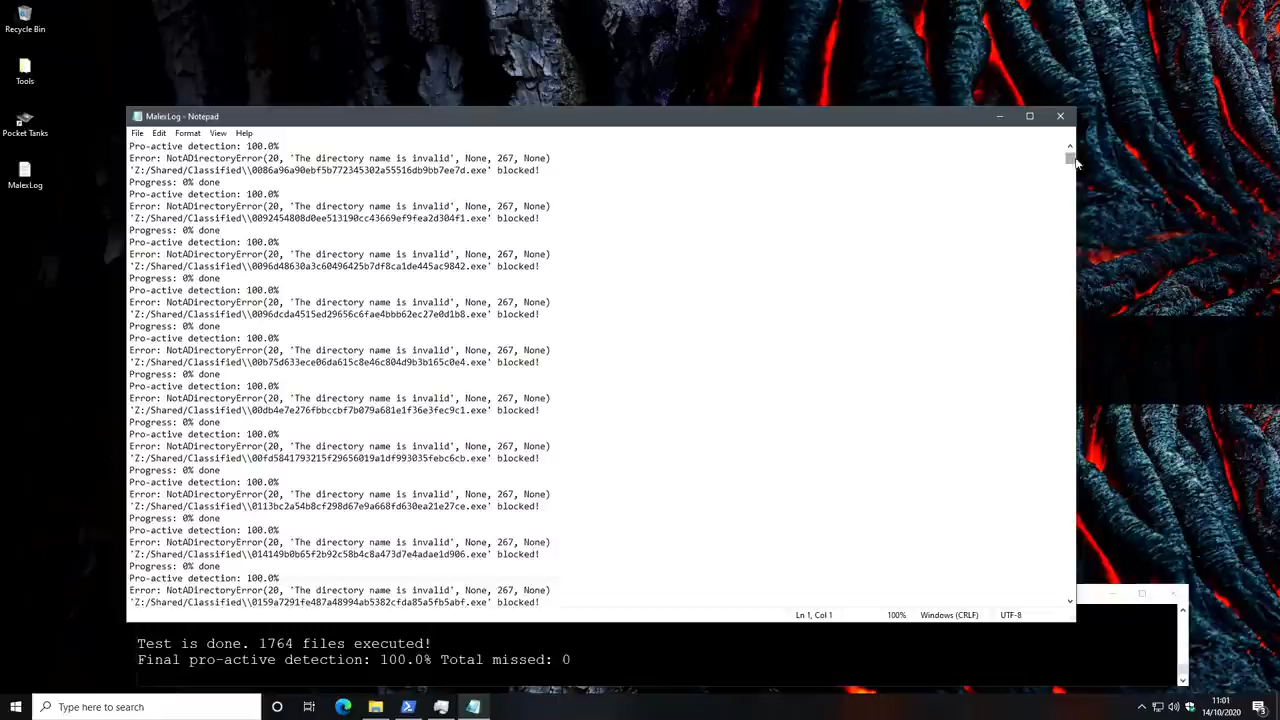 Recycle Bin
Tools
Pocket Tanks
MalexLog
MalexLog - Notepad
File Edit Format View Help
Pro-active detection: 100.0%
Error: NotADirectoryError(20, 'The directory name is invalid', None, 267, None)
'Z:/Shared/Classified\\0086a96a90ebf5b772345302a55516db9bb7ee7d.exe' blocked!
Progress: 0% done
Pro-active detection: 100.0%
Error: NotADirectoryError(20, 'The directory name is invalid', None, 267, None)
'Z:/Shared/Classified\\0092454808d0ee513190cc43669ef9fea2d304f1.exe' blocked!
Progress: 0% done
Pro-active detection: 100.0%
Error: NotADirectoryError(20, 'The directory name is invalid', None, 267, None)
'Z:/Shared/Classified\\0096d48630a3c60496425b7df8ca1de445ac9842.exe' blocked!
Progress: 0% done
Pro-active detection: 100.0%
Error: NotADirectoryError(20, 'The directory name is invalid', None, 267, None)
'Z:/Shared/Classified\\0096dcda4515ed29656c6fae4bbb62ec27e0d1b8.exe' blocked!
Progress: 0% done
Pro-active detection: 100.0%
Error: NotADirectoryError(20, 'The directory name is invalid', None, 267, None)
'Z:/Shared/Classified\\00b75d633ece06da615c8e46c804d9b3b165c0e4.exe' blocked!
Progress: 0% done
Pro-active detection: 100.0%
Error: NotADirectoryError(20, 'The directory name is invalid', None, 267, None)
'Z:/Shared/Classified\\00db4e7e276fbbccbf7b079a681e1f36e3fec9c1.exe' blocked!
Progress: 0% done
Pro-active detection: 100.0%
Error: NotADirectoryError(20, 'The directory name is invalid', None, 267, None)
'Z:/Shared/Classified\\00fd5841793215f29656019a1df993035febc6cb.exe' blocked!
Progress: 0% done
Pro-active detection: 100.0%
Error: NotADirectoryError(20, 'The directory name is invalid', None, 267, None)
'Z:/Shared/Classified\\0113bc2a54b8cf298d67e9a668fd630ea21e27ce.exe' blocked!
Progress: 0% done
Pro-active detection: 100.0%
Error: NotADirectoryError(20, 'The directory name is invalid', None, 267, None)
'Z:/Shared/Classified\\014149b0b65f2b92c58b4c8a473d7e4adae1d906.exe' blocked!
Progress: 0% done
Pro-active detection: 100.0%
Error: NotADirectoryError(20, 'The directory name is invalid', None, 267, None)
'Z:/Shared/Classified\\0159a7291fe487a48994ab5382cfda85a5fb5abf.exe' blocked!
Ln 1, Col 1 100% Windows (CRLF) UTF-8
Test is done. 1764 files executed!
Final pro-active detection: 100.0% Total missed: 0
Type here to search
11:01
14/10/2020
3